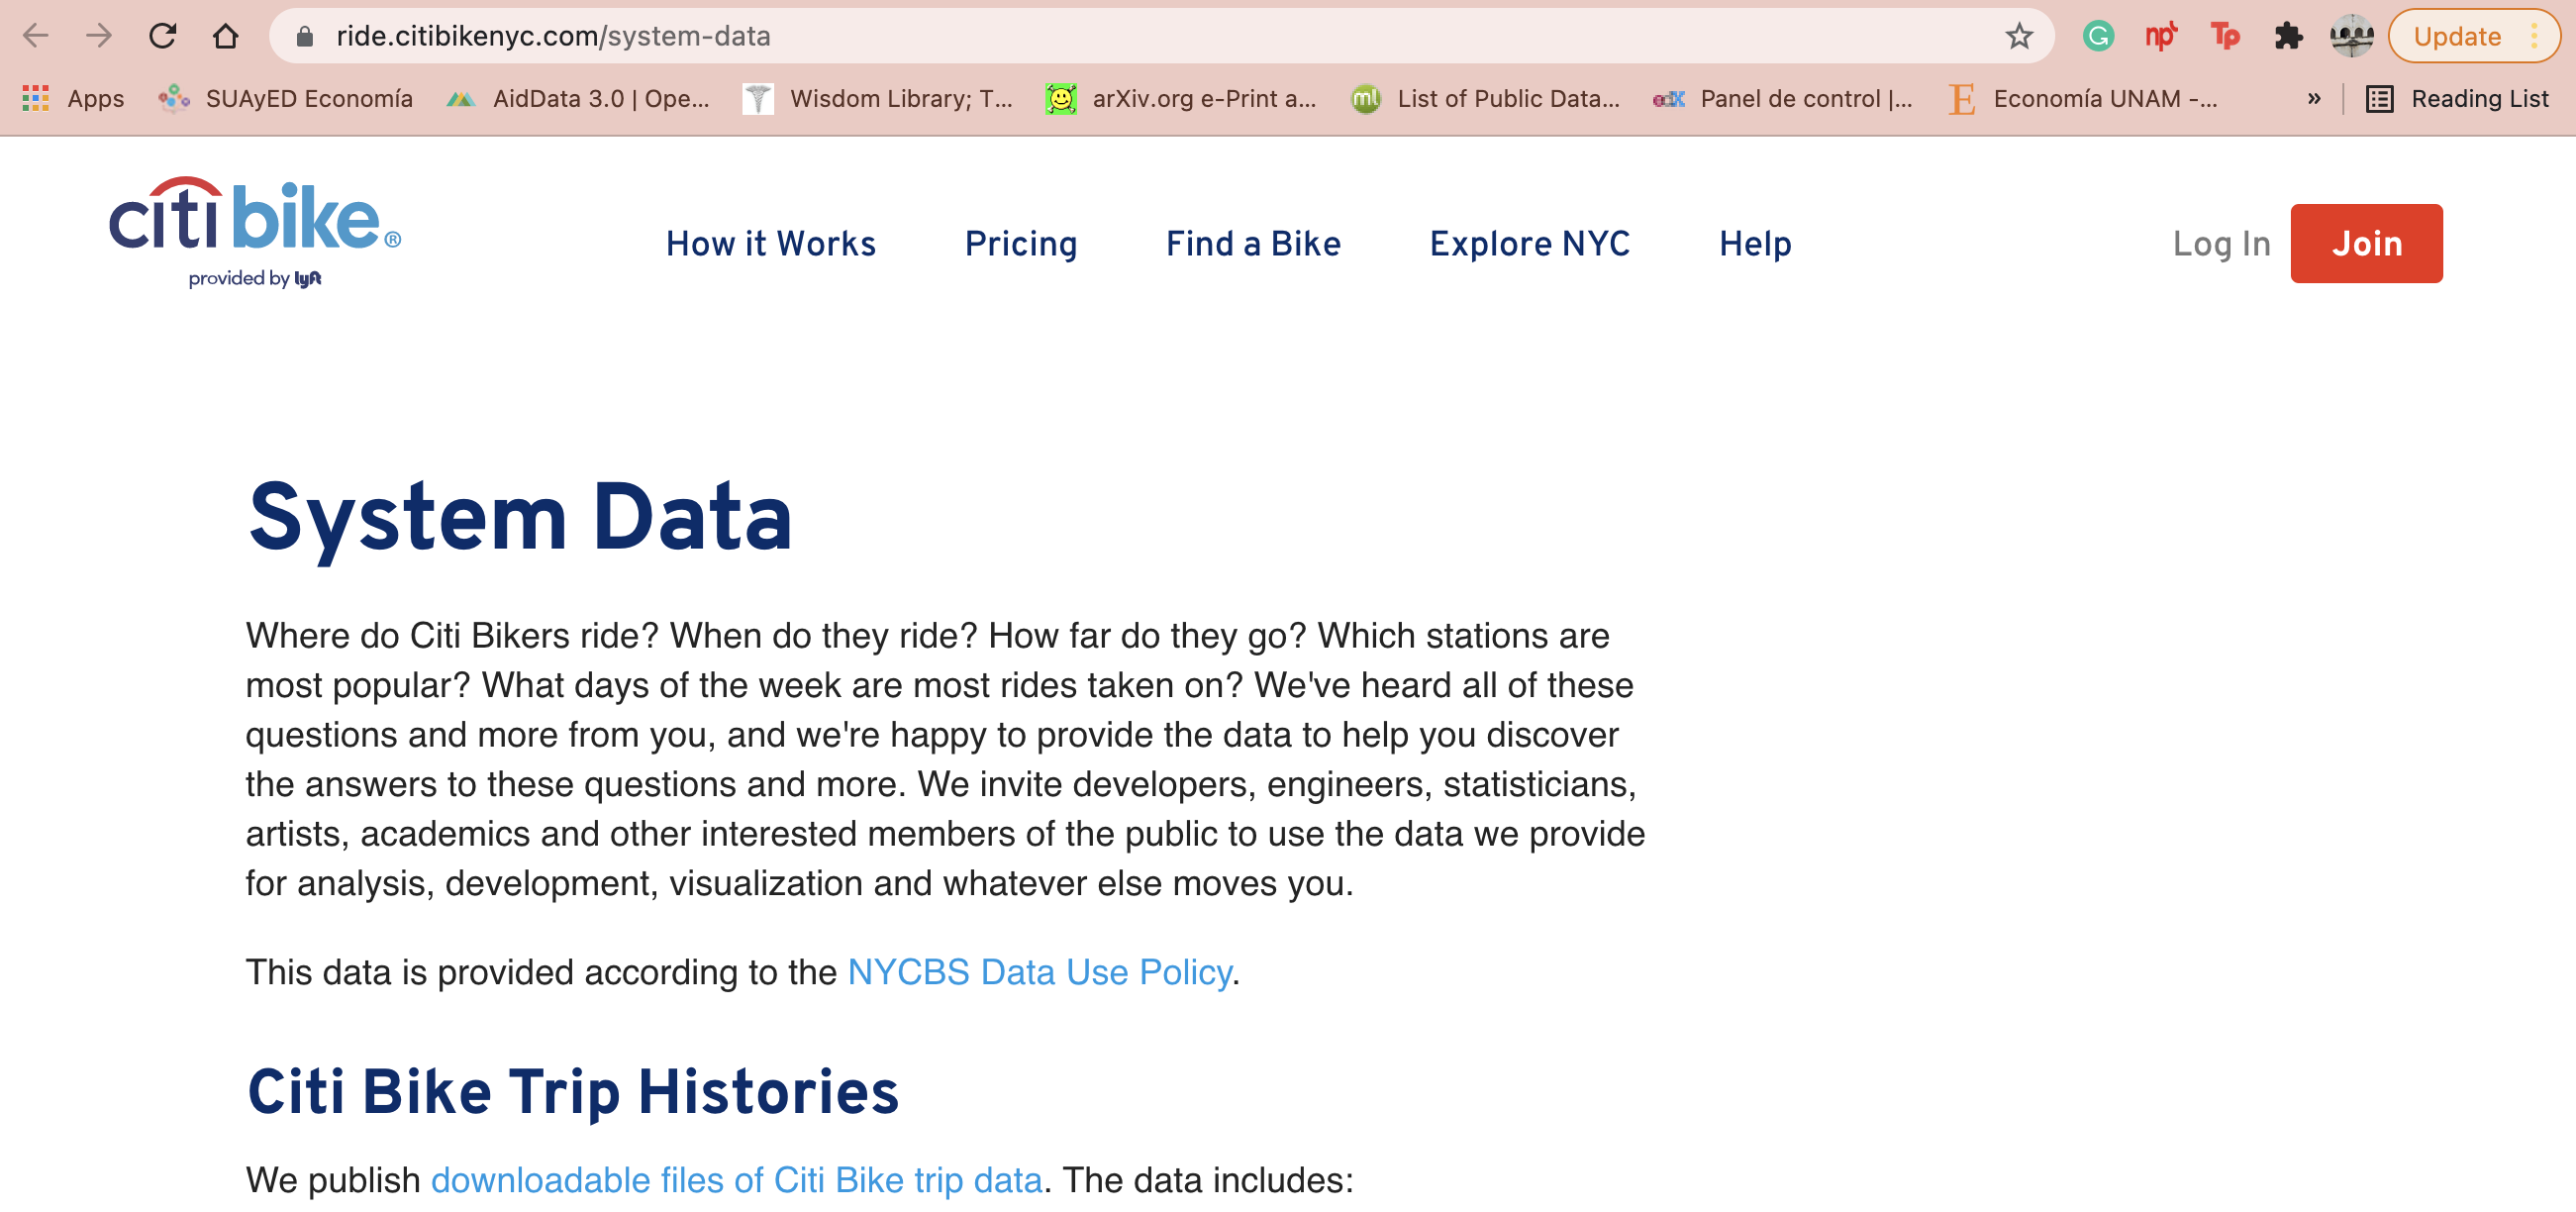 ride.citibikenyc.com/system-data
Update
Apps
SUAyED Economía
AidData 3.0 | Ope...
Wisdom Library; T...
arXiv.org e-Print a...
ml
List of Public Data...
edX
Panel de control |...
E
Economía UNAM -...
»
Reading List
citi bike®
provided by lyft
How it Works
Pricing
Find a Bike
Explore NYC
Help
Log In
Join
System Data
Where do Citi Bikers ride? When do they ride? How far do they go? Which stations are
most popular? What days of the week are most rides taken on? We've heard all of these
questions and more from you, and we're happy to provide the data to help you discover
the answers to these questions and more. We invite developers, engineers, statisticians,
artists, academics and other interested members of the public to use the data we provide
for analysis, development, visualization and whatever else moves you.
This data is provided according to the NYCBS Data Use Policy.
Citi Bike Trip Histories
We publish downloadable files of Citi Bike trip data. The data includes: